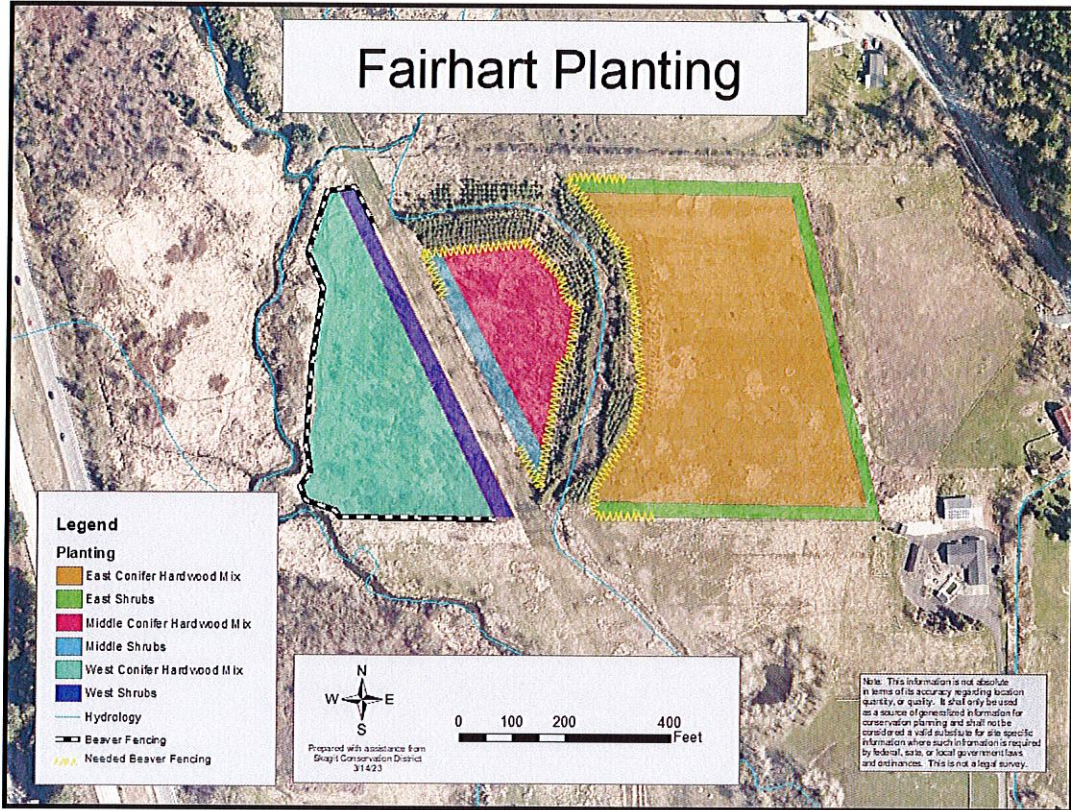 Fairhart Planting
Legend
Planting
East Conifer Hardwood Mix
East Shrubs
Middle Conifer Hardwood Mix
Middle Shrubs
West Conifer Hardwood Mix
West Shrubs
Hydrology
Beaver Fencing
Needed Beaver Fencing
N
W E
S
Prepared with assistance from
Skagit Conservation District
3/14/23
0 100 200 400
Feet
Note: This information is not absolute
in terms of its accuracy regarding location
quantity, or quality. It shall only be used
as a source of generalized information for
conservation planning and shall not be
considered a valid substitute for site specific
information where such information is required
by federal, sate, or local government laws
and ordinances. This is not a legal survey.